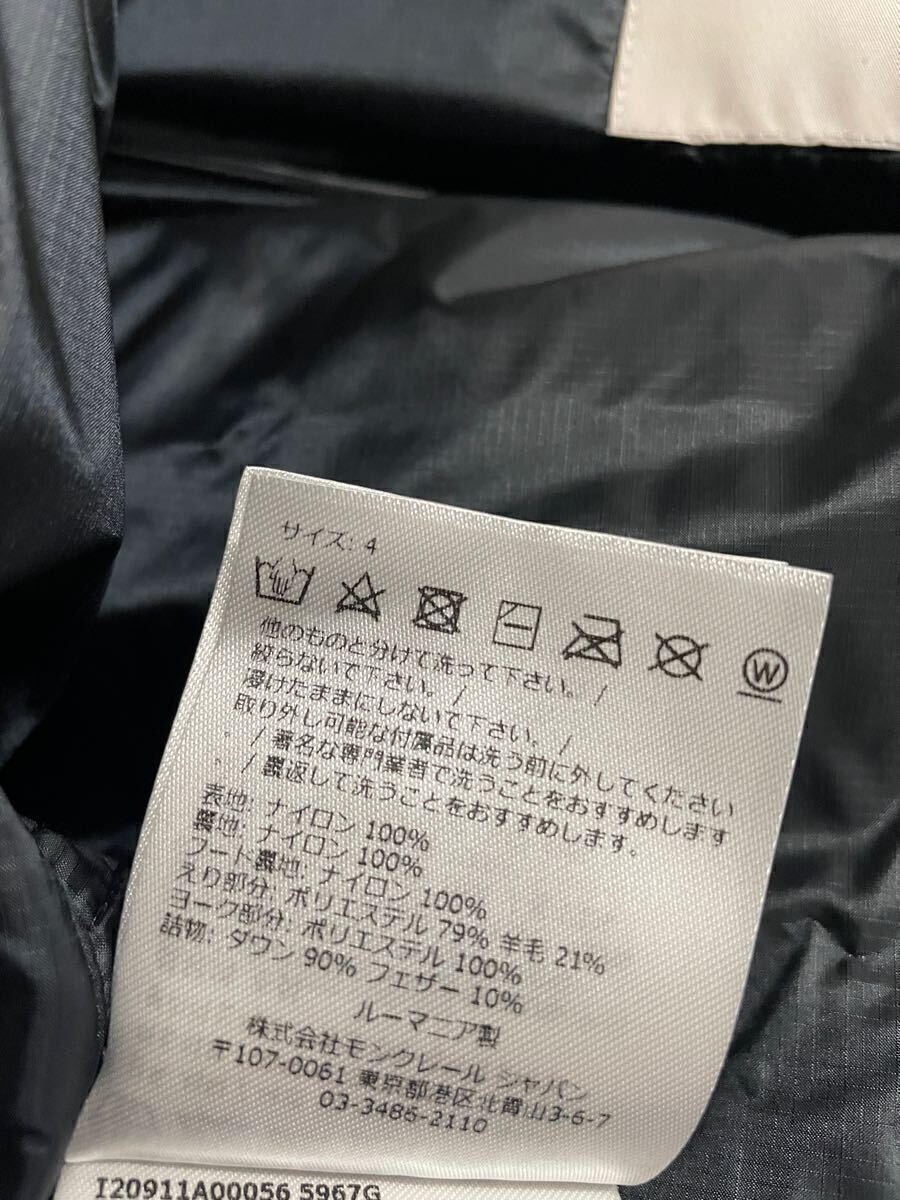 サイズ: 4
W
他のものと分けて洗って下さい。 /
絞らないで下さい。 /
溶けたままにしないで下さい。 /
取り外し可能な付属品は洗う前に外してください
。 / 著名な専門業者で洗うことをおすすめします
。 / 裏返して洗うことをおすすめします。
表地: ナイロン 100%
裏地: ナイロン 100%
フード裏地: ナイロン 100%
えり部分: ポリエステル 79% 羊毛 21%
ヨーク部分: ポリエステル 100%
詰物: ダウン 90% フェザー 10%
ルーマニア製
株式会社モンクレール ジャパン
〒107-0061 東京都港区北青山3-6-7
03-3486-2110
I20911A00056 5967G